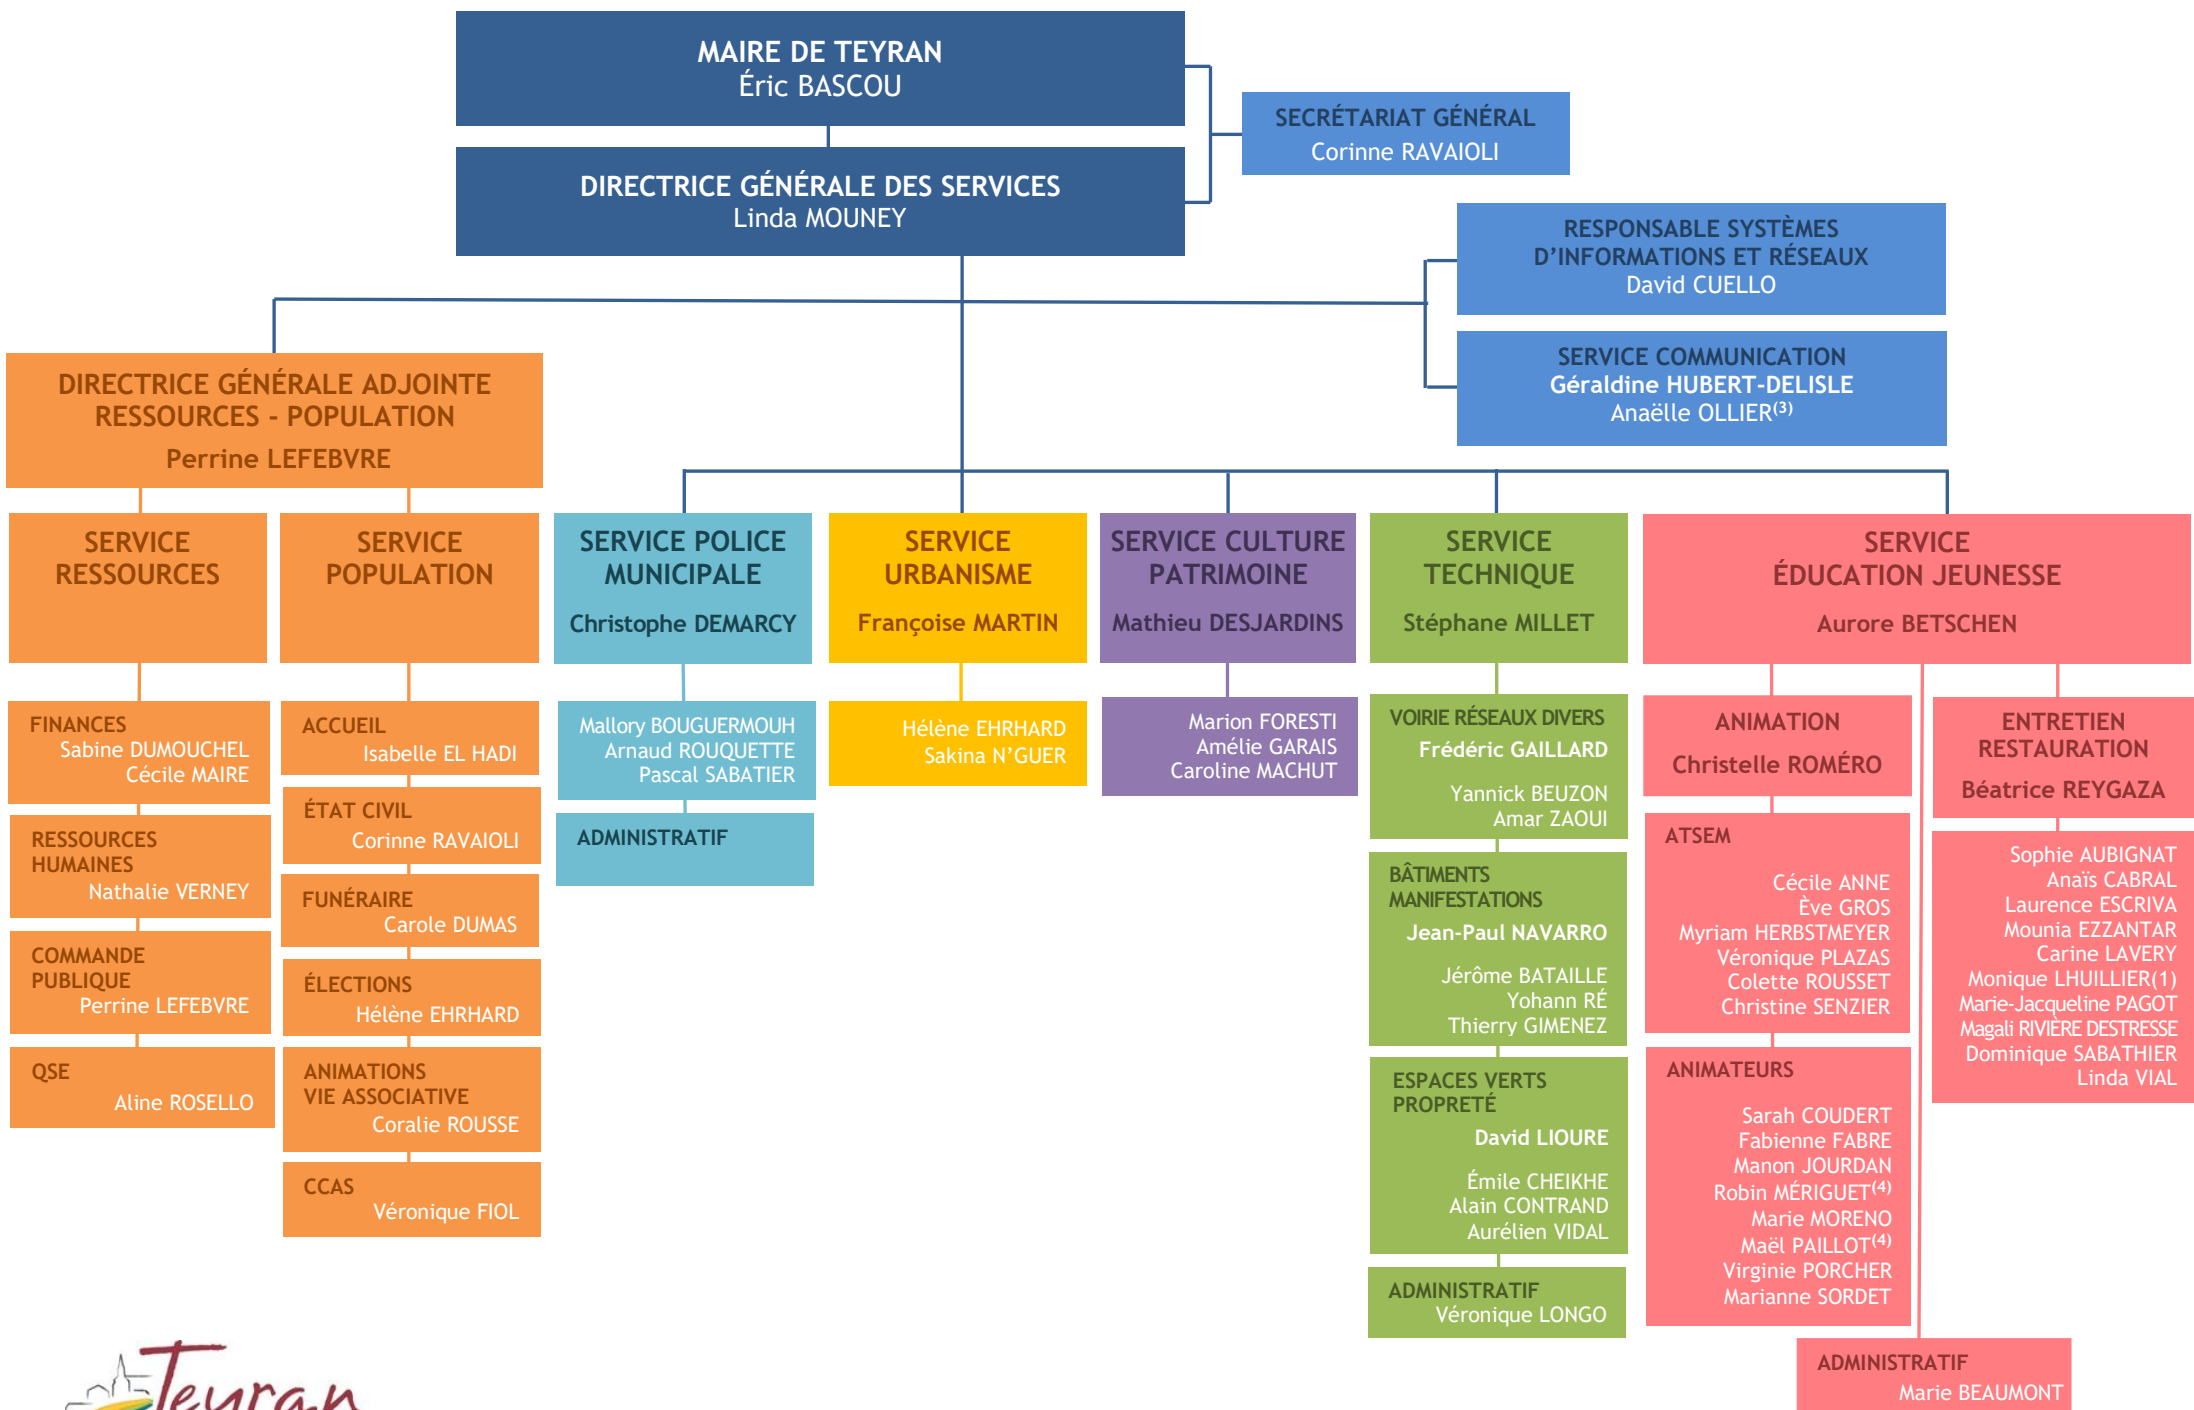 MAIRE DE TEYRAN
Éric BASCOU
SECRÉTARIAT GÉNÉRAL
Corinne RAVAIOLI
DIRECTRICE GÉNÉRALE DES SERVICES
Linda MOUNEY
RESPONSABLE SYSTÈMES
D’INFORMATIONS ET RÉSEAUX
David CUELLO
SERVICE COMMUNICATION
Géraldine HUBERT-DELISLE
Anaëlle OLLIER(3)
DIRECTRICE GÉNÉRALE ADJOINTE
RESSOURCES - POPULATION
Perrine LEFEBVRE
SERVICE
RESSOURCES
FINANCES
Sabine DUMOUCHEL
Cécile MAIRE
RESSOURCES
HUMAINES
Nathalie VERNEY
COMMANDE
PUBLIQUE
Perrine LEFEBVRE
QSE
Aline ROSELLO
SERVICE
POPULATION
ACCUEIL
Isabelle EL HADI
ÉTAT CIVIL
Corinne RAVAIOLI
FUNÉRAIRE
Carole DUMAS
ÉLECTIONS
Hélène EHRHARD
ANIMATIONS
VIE ASSOCIATIVE
Coralie ROUSSE
CCAS
Véronique FIOL
SERVICE POLICE
MUNICIPALE
Christophe DEMARCY
Mallory BOUGUERMOUH
Arnaud ROUQUETTE
Pascal SABATIER
ADMINISTRATIF
SERVICE
URBANISME
Françoise MARTIN
Hélène EHRHARD
Sakina N’GUER
SERVICE CULTURE
PATRIMOINE
Mathieu DESJARDINS
Marion FORESTI
Amélie GARAIS
Caroline MACHUT
SERVICE
TECHNIQUE
Stéphane MILLET
VOIRIE RÉSEAUX DIVERS
Frédéric GAILLARD
Yannick BEUZON
Amar ZAOUI
BÂTIMENTS
MANIFESTATIONS
Jean-Paul NAVARRO
Jérôme BATAILLE
Yohann RÉ
Thierry GIMENEZ
ESPACES VERTS
PROPRETÉ
David LIOURE
Émile CHEIKHE
Alain CONTRAND
Aurélien VIDAL
ADMINISTRATIF
Véronique LONGO
SERVICE
ÉDUCATION JEUNESSE
Aurore BETSCHEN
ANIMATION
Christelle ROMÉRO
ATSEM
Cécile ANNE
Ève GROS
Myriam HERBSTMEYER
Véronique PLAZAS
Colette ROUSSET
Christine SENZIER
ANIMATEURS
Sarah COUDERT
Fabienne FABRE
Manon JOURDAN
Robin MÉRIGUET(4)
Marie MORENO
Maël PAILLOT(4)
Virginie PORCHER
Marianne SORDET
ENTRETIEN
RESTAURATION
Béatrice REYGAZA
Sophie AUBIGNAT
Anaïs CABRAL
Laurence ESCRIVA
Mounia EZZANTAR
Carine LAVERY
Monique LHUILLIER(1)
Marie-Jacqueline PAGOT
Magali RIVIÈRE DESTRESSE
Dominique SABATHIER
Linda VIAL
ADMINISTRATIF
Marie BEAUMONT
Teyran